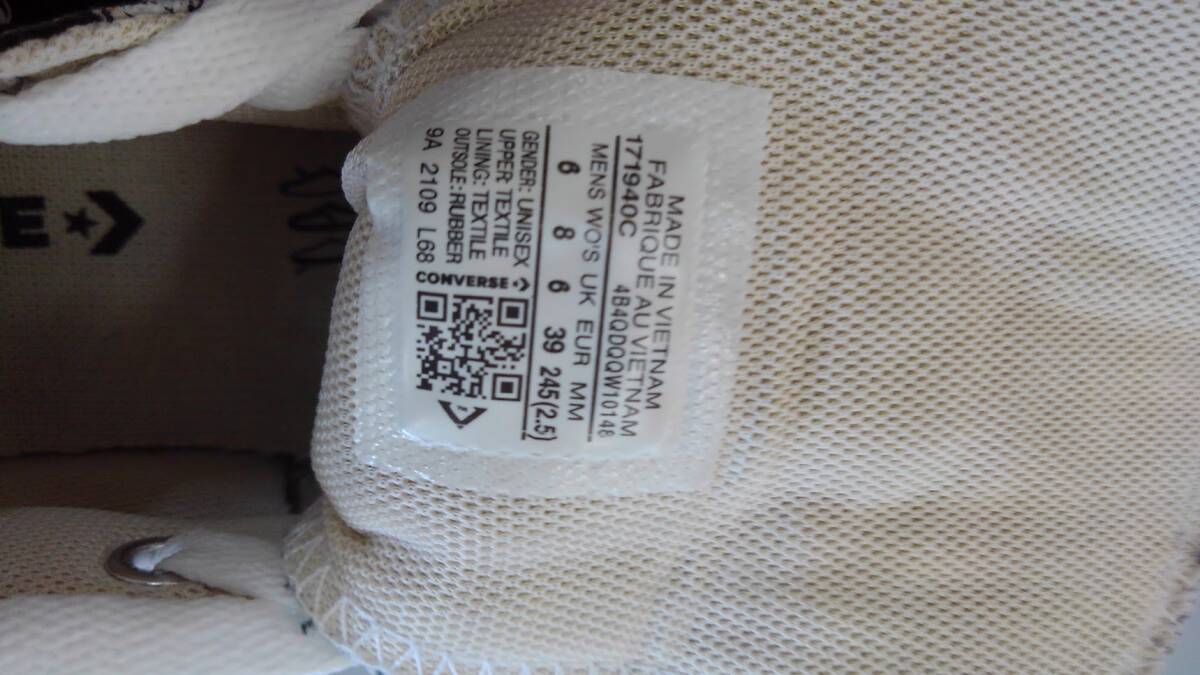 MADE IN VIETNAM
FABRIQUE AU VIETNAM
171940C 4B4QDQQW10148
MENS WO'S UK EUR MM
6 8 6 39 245(2.5)
GENDER: UNISEX
UPPER: TEXTILE
LINING: TEXTILE
OUTSOLE: RUBBER
9A 2109 L68
CONVERSE
E